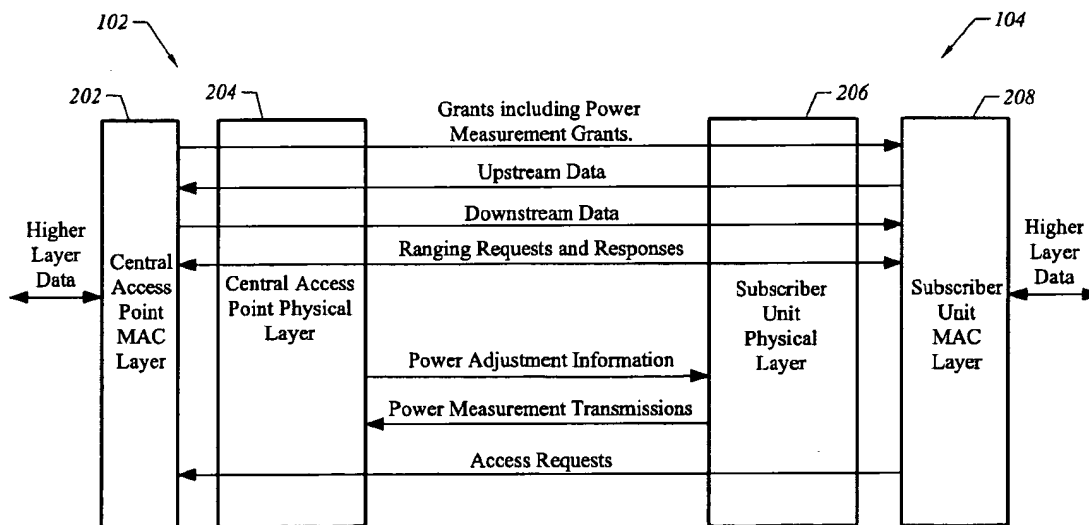 102
104
202
204
206
208
Grants including Power
Measurement Grants.
Upstream Data
Downstream Data
Ranging Requests and Responses
Higher
Layer
Data
Central
Access
Point
MAC
Layer
Central Access
Point Physical
Layer
Subscriber
Unit
Physical
Layer
Subscriber
Unit
MAC
Layer
Higher
Layer
Data
Power Adjustment Information
Power Measurement Transmissions
Access Requests